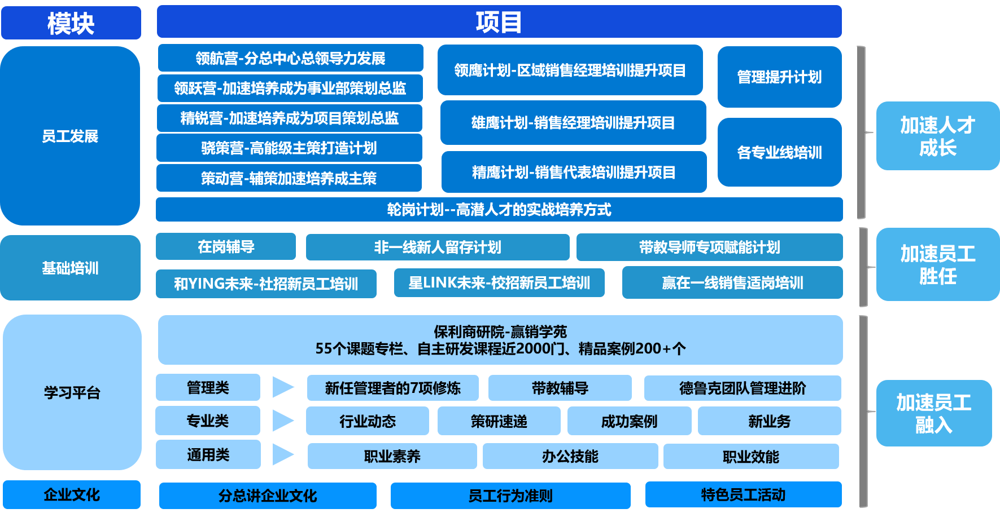 模块
项目
员工发展
领航营-分总中心总领导力发展
领跃营-加速培养成为事业部策划总监
精锐营-加速培养成为项目策划总监
骁策营-高能级主策打造计划
策动营-辅策加速培养成主策
领鹰计划-区域销售经理培训提升项目
雄鹰计划-销售经理培训提升项目
精鹰计划-销售代表培训提升项目
管理提升计划
各专业线培训
轮岗计划--高潜人才的实战培养方式
加速人才
成长
基础培训
在岗辅导
非一线新人留存计划
带教导师专项赋能计划
和YING未来-社招新员工培训
星LINK未来-校招新员工培训
赢在一线销售适岗培训
加速员工
胜任
学习平台
保利商研院-赢销学苑
55个课题专栏、自主研发课程近2000门、精品案例200+个
管理类
新任管理者的7项修炼
带教辅导
德鲁克团队管理进阶
专业类
行业动态
策研速递
成功案例
新业务
通用类
职业素养
办公技能
职业效能
加速员工
融入
企业文化
分总讲企业文化
员工行为准则
特色员工活动